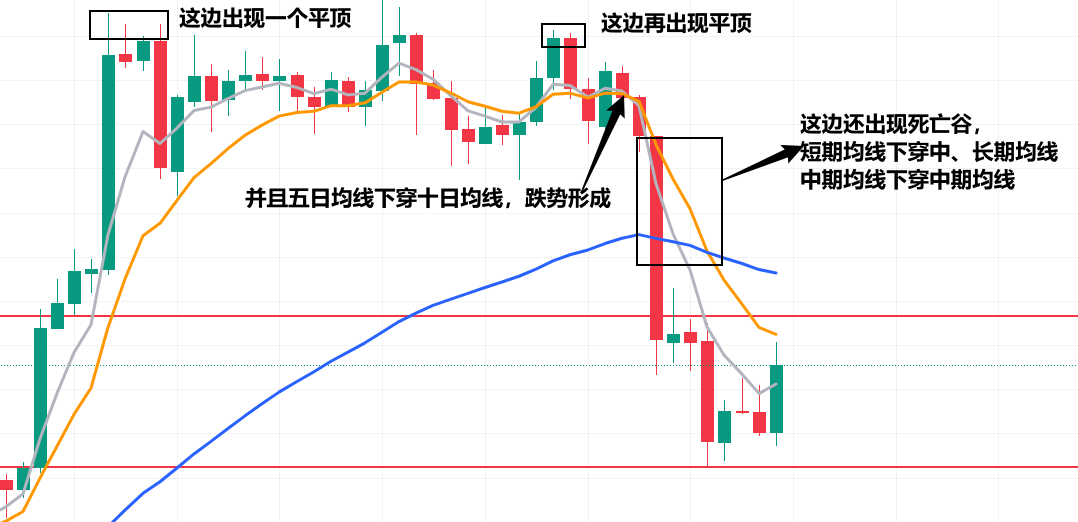 这边出现一个平顶
这边再出现平顶
这边还出现死亡谷，
短期均线下穿中、长期均线
中期均线下穿中期均线
并且五日均线下穿十日均线，跌势形成